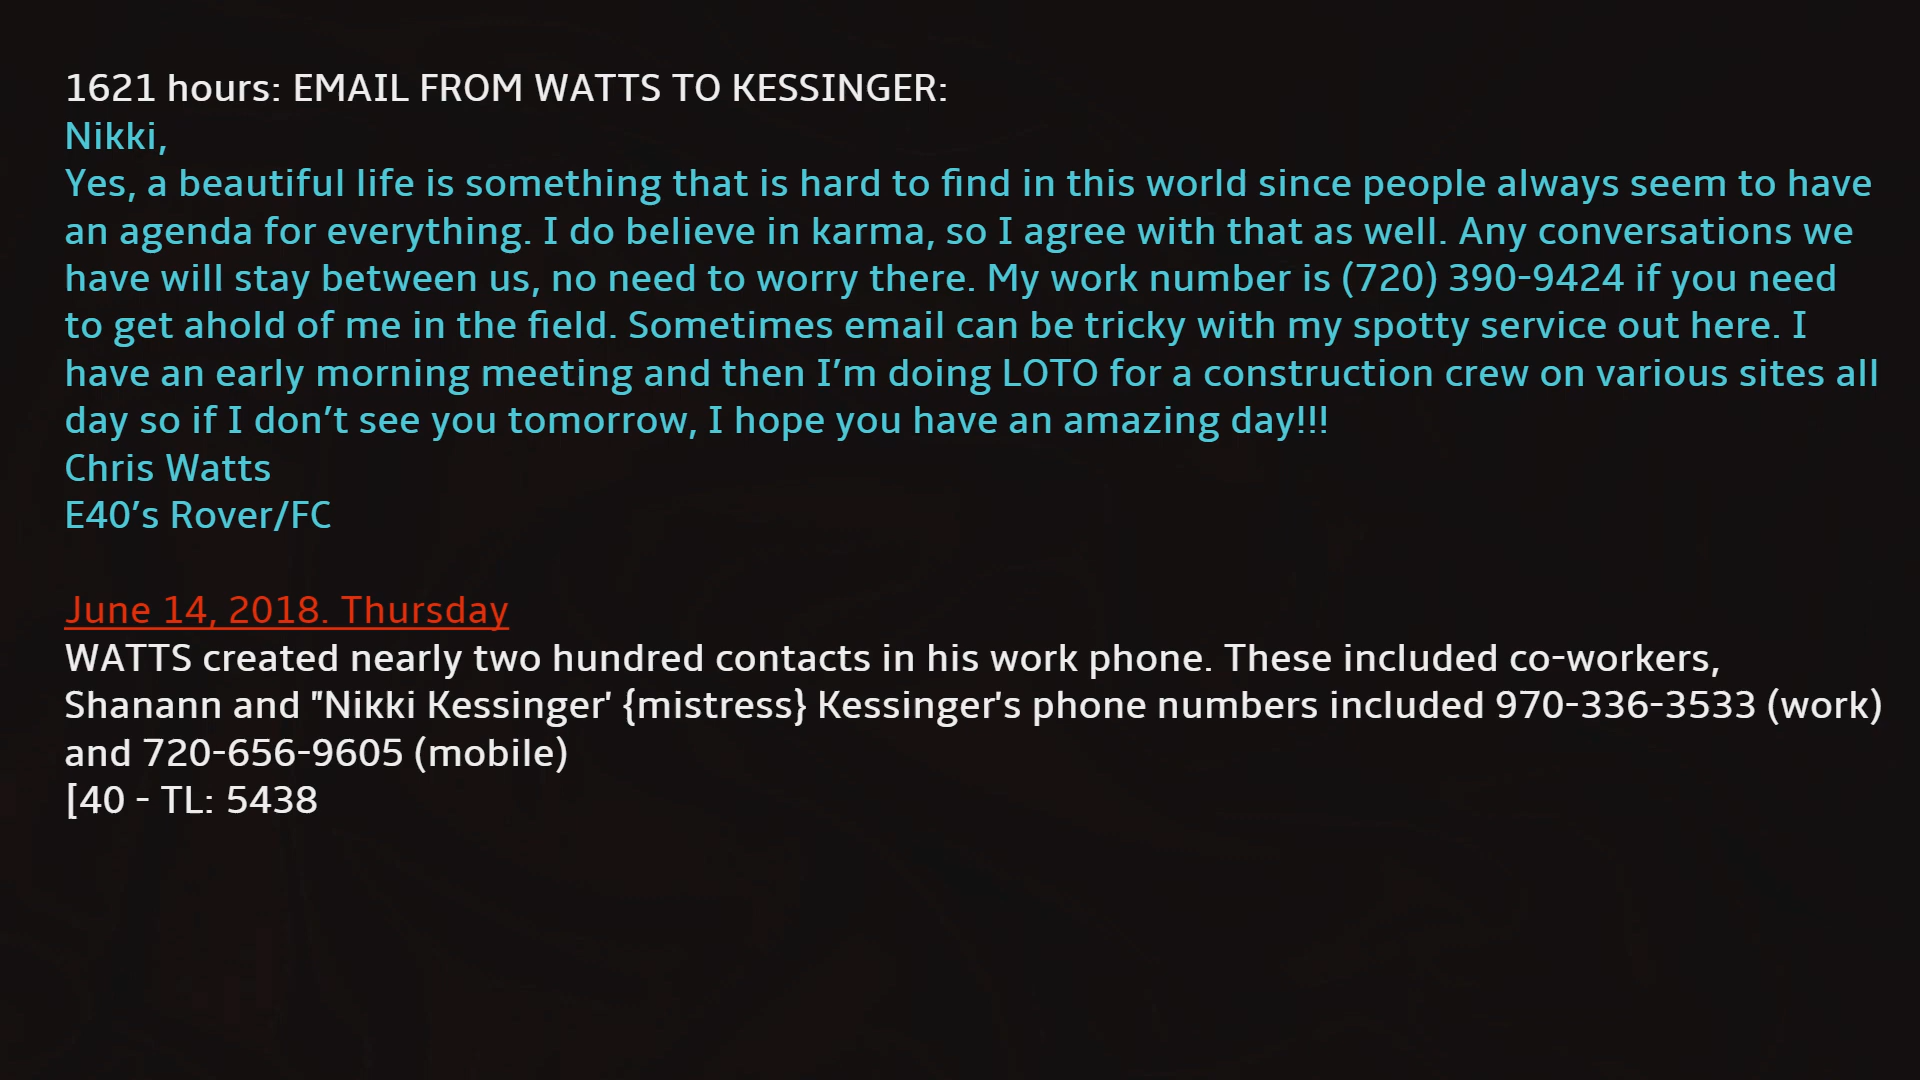 1621 hours: EMAIL FROM WATTS TO KESSINGER:
Nikki,
Yes, a beautiful life is something that is hard to find in this world since people always seem to have
an agenda for everything. I do believe in karma, so I agree with that as well. Any conversations we
have will stay between us, no need to worry there. My work number is (720) 390-9424 if you need
to get ahold of me in the field. Sometimes email can be tricky with my spotty service out here. I
have an early morning meeting and then I’m doing LOTO for a construction crew on various sites all
day so if I don’t see you tomorrow, I hope you have an amazing day!!!
Chris Watts
E40’s Rover/FC
June 14, 2018. Thursday
WATTS created nearly two hundred contacts in his work phone. These included co-workers,
Shanann and "Nikki Kessinger' {mistress} Kessinger's phone numbers included 970-336-3533 (work)
and 720-656-9605 (mobile)
[40 - TL: 5438